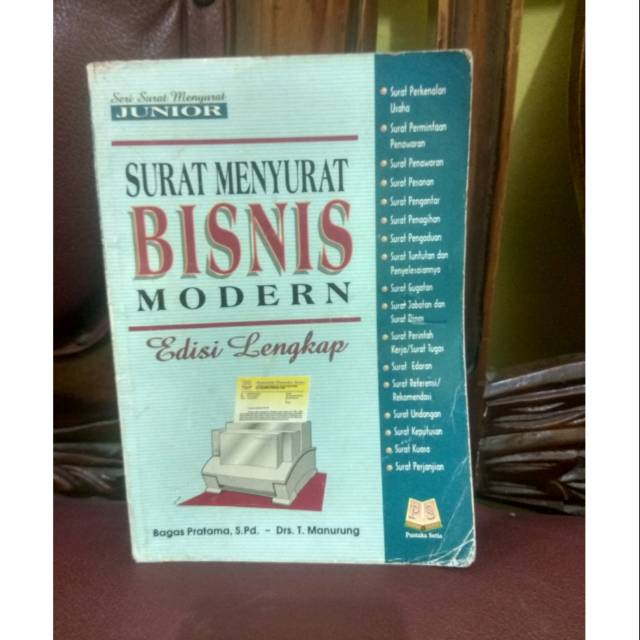 Seri Surat Menyurat
JUNIOR
SURAT MENYURAT
BISNIS
MODERN
Edisi Lengkap
Bagas Pratama, S.Pd. - Drs. T. Manurung
Surat Perkenalan
Usaha
Surat Permintaan
Penawaran
Surat Penawaran
Surat Pesanan
Surat Pengantar
Surat Penagihan
Surat Pengaduan
Surat Tuntutan dan
Penyelesaiannya
Surat Gugatan
Surat Jabatan dan
Surat Dinas
Surat Perintah
Kerja/Surat Tugas
Surat Edaran
Surat Referensi/
Rekomendasi
Surat Undangan
Surat Keputusan
Surat Kuasa
Surat Perjanjian
Pustaka Setia